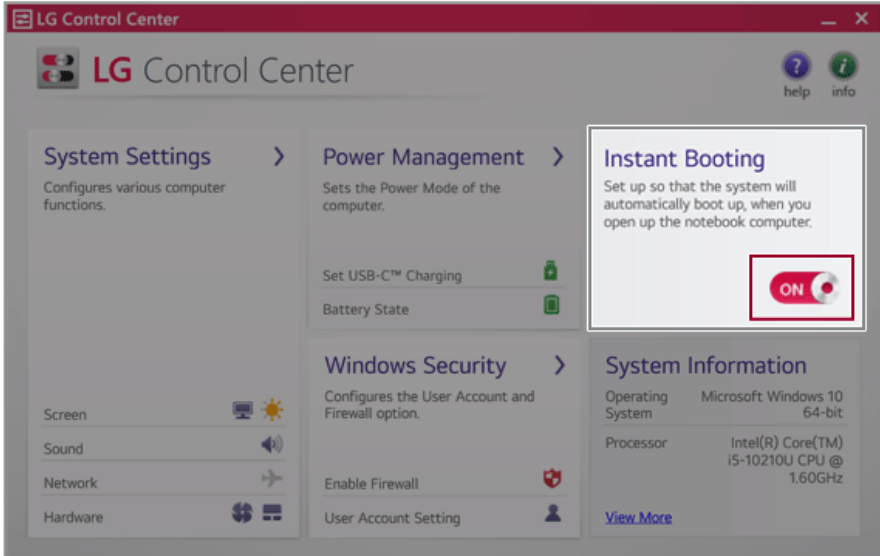 LG Control Center
LG Control Center
help
info
System Settings
Configures various computer
functions.
Screen
Sound
Network
Hardware
Power Management
Sets the Power Mode of the
computer.
Set USB-C™ Charging
Battery State
Windows Security
Configures the User Account and
Firewall option.
Enable Firewall
User Account Setting
Instant Booting
Set up so that the system will
automatically boot up, when you
open up the notebook computer.
ON
System Information
Operating System
Microsoft Windows 10
64-bit
Processor
Intel(R) Core(TM)
i5-10210U CPU @
1.60GHz
View More